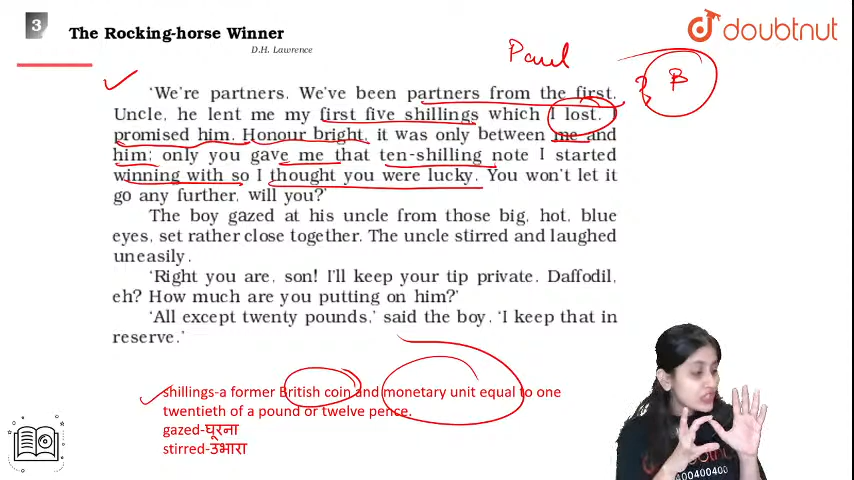 3
The Rocking-horse Winner
D.H. Lawrence
doubtnut
Paul
B
'We're partners. We've been partners from the first.
Uncle, he lent me my first five shillings which I lost. I
promised him. Honour bright, it was only between me and
him; only you gave me that ten-shilling note I started
winning with so I thought you were lucky. You won't let it
go any further, will you?'
The boy gazed at his uncle from those big, hot, blue
eyes, set rather close together. The uncle stirred and laughed
uneasily.
'Right you are, son! I'll keep your tip private. Daffodil,
eh? How much are you putting on him?'
'All except twenty pounds,' said the boy. 'I keep that in
reserve.'
shillings-a former British coin and monetary unit equal to one
twentieth of a pound or twelve pence.
gazed-घूरना
stirred-उभारा
400400400